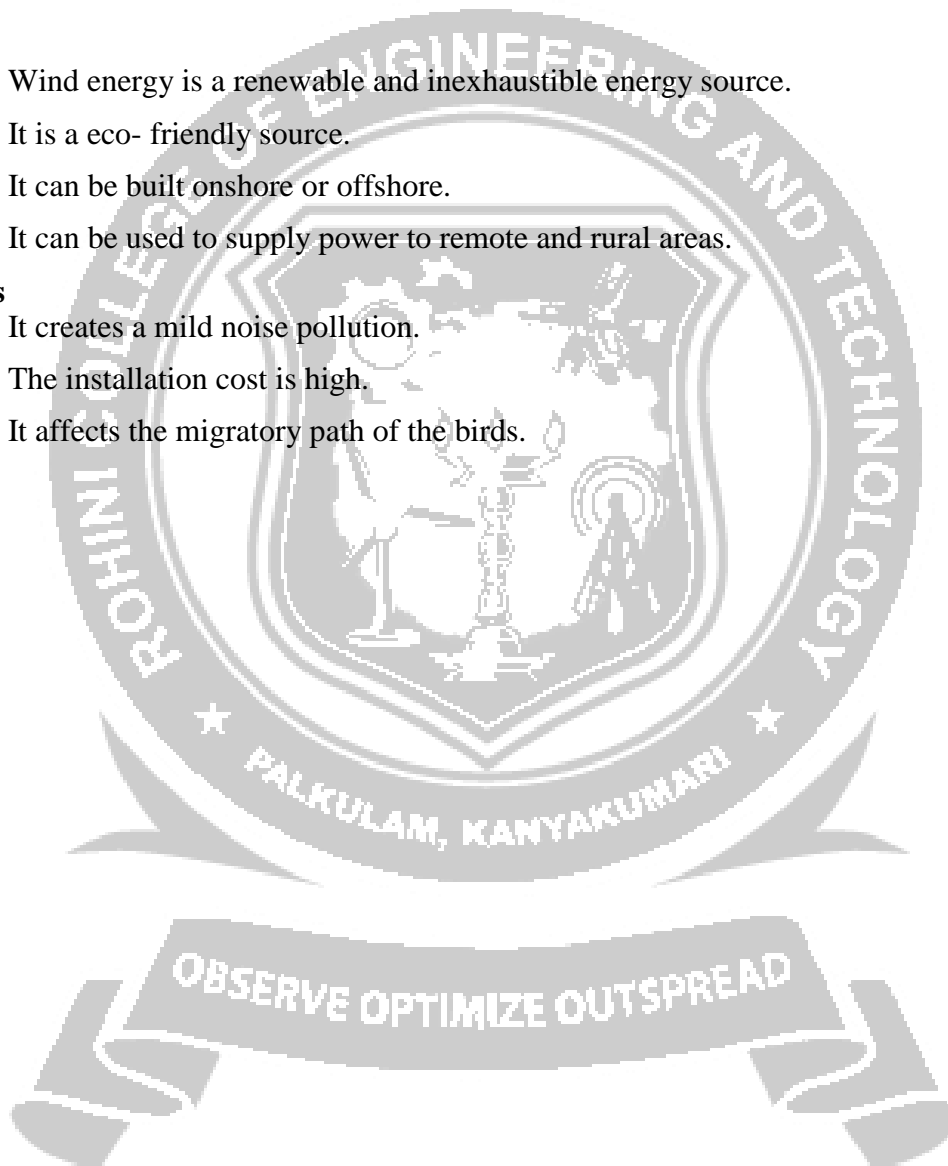 Wind energy is a renewable and inexhaustible energy source.
It is a eco- friendly source.
It can be built onshore or offshore.
It can be used to supply power to remote and rural areas.
s
It creates a mild noise pollution.
The installation cost is high.
It affects the migratory path of the birds.
ROHINI COLLEGE OF ENGINEERING AND TECHNOLOGY
PALKULAM, KANYAKUMARI
OBSERVE OPTIMIZE OUTSPREAD